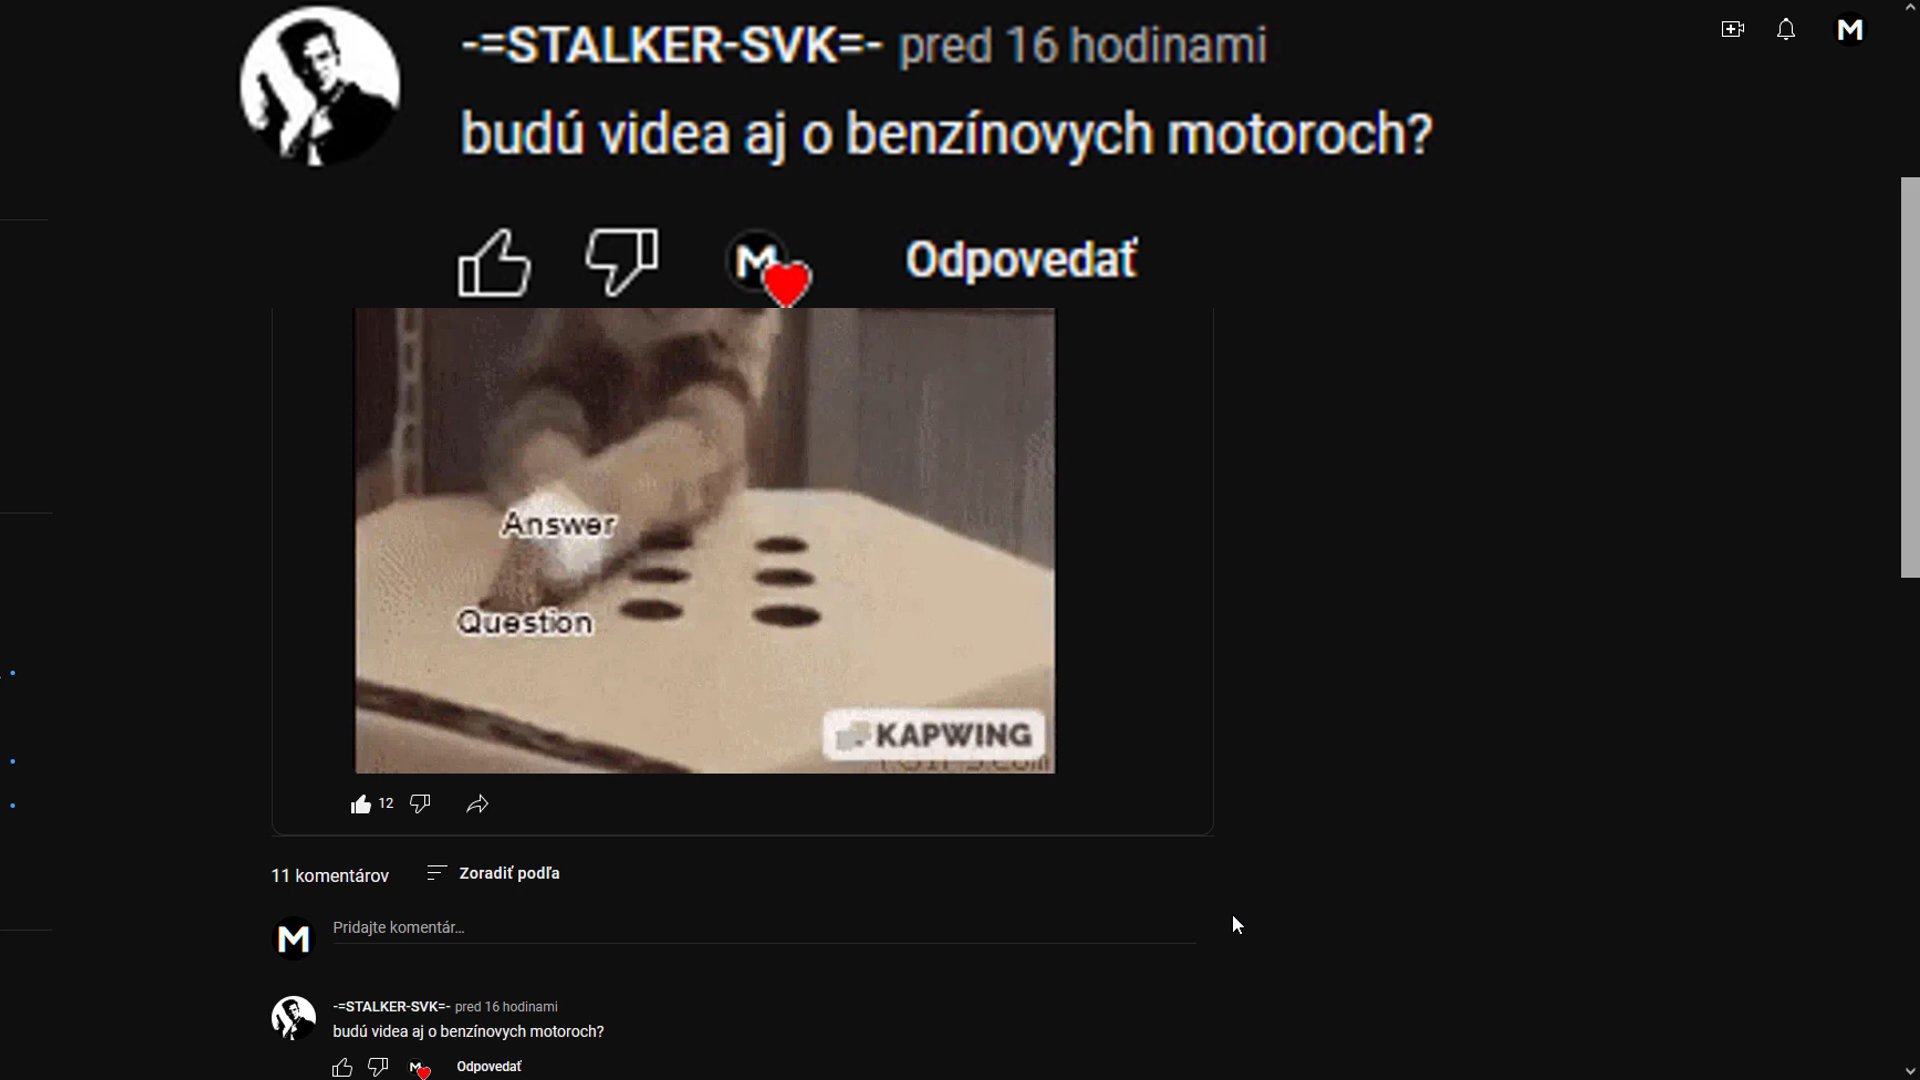 -=STALKER-SVK=- pred 16 hodinami
budú videa aj o benzínovych motoroch?
M
M
Odpovedať
Answer
Question
KAPWING
12
11 komentárov
Zoradiť podľa
M
Pridajte komentár...
-=STALKER-SVK=- pred 16 hodinami
budú videa aj o benzínovych motoroch?
M
Odpovedať